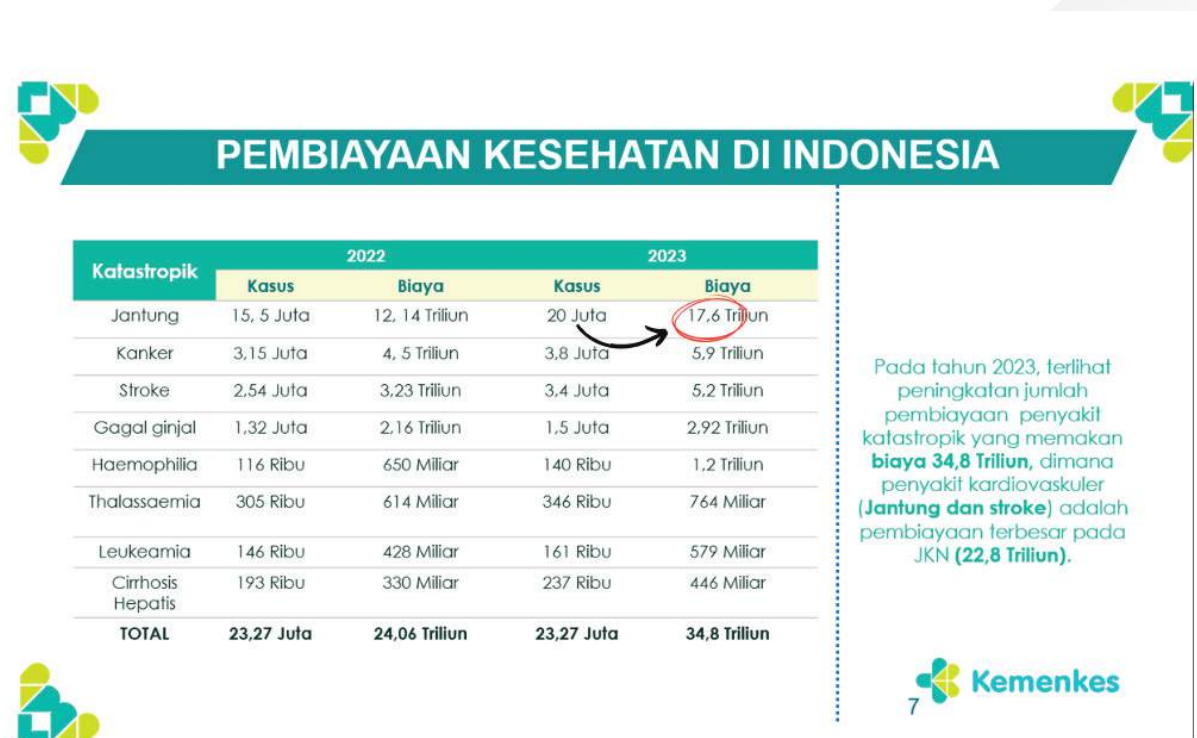 PEMBIAYAAN KESEHATAN DI INDONESIA
Katastropik 2022 2023
Kasus Biaya Kasus Biaya
Jantung 15, 5 Juta 12, 14 Triliun 20 Juta 17,6 Triliun
Kanker 3,15 Juta 4, 5 Triliun 3,8 Juta 5,9 Triliun
Stroke 2,54 Juta 3,23 Triliun 3,4 Juta 5,2 Triliun
Gagal ginjal 1,32 Juta 2,16 Triliun 1,5 Juta 2,92 Triliun
Haemophilia 116 Ribu 650 Miliar 140 Ribu 1,2 Triliun
Thalassaemia 305 Ribu 614 Miliar 346 Ribu 764 Miliar
Leukeamia 146 Ribu 428 Miliar 161 Ribu 579 Miliar
Cirrhosis 193 Ribu 330 Miliar 237 Ribu 446 Miliar
Hepatis
TOTAL 23,27 Juta 24,06 Triliun 23,27 Juta 34,8 Triliun
Pada tahun 2023, terlihat
peningkatan jumlah
pembiayaan penyakit
katastropik yang memakan
biaya 34,8 Triliun, dimana
penyakit kardiovaskuler
(Jantung dan stroke) adalah
pembiayaan terbesar pada
JKN (22,8 Triliun).
Kemenkes
7